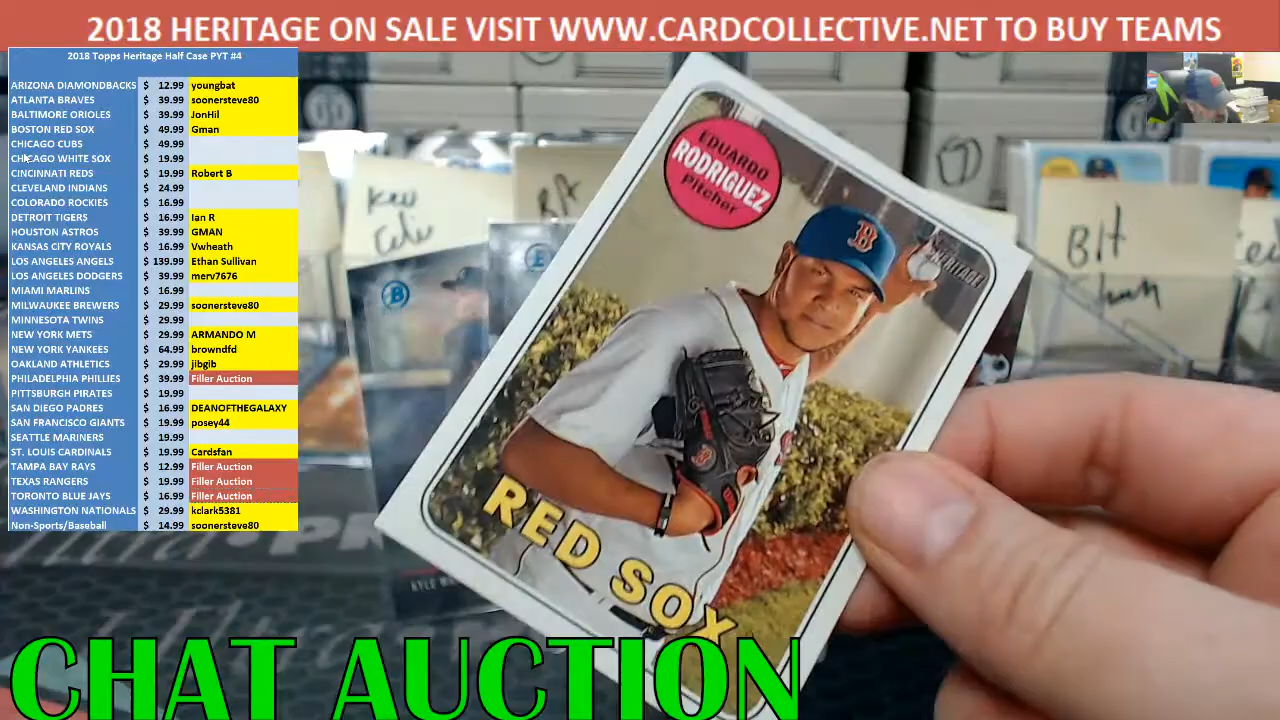 2018 HERITAGE ON SALE VISIT WWW.CARDCOLLECTIVE.NET TO BUY TEAMS
2018 Topps Heritage Half Case PYT #4
ARIZONA DIAMONDBACKS $ 12.99 youngbat
ATLANTA BRAVES $ 39.99 soonersteve80
BALTIMORE ORIOLES $ 39.99 JonHil
BOSTON RED SOX $ 49.99 Gman
CHICAGO CUBS $ 49.99
CHICAGO WHITE SOX $ 19.99
CINCINNATI REDS $ 19.99 Robert B
CLEVELAND INDIANS $ 24.99
COLORADO ROCKIES $ 16.99
DETROIT TIGERS $ 16.99 Ian R
HOUSTON ASTROS $ 39.99 GMAN
KANSAS CITY ROYALS $ 16.99 Vwheath
LOS ANGELES ANGELS $ 139.99 Ethan Sullivan
LOS ANGELES DODGERS $ 39.99 merv7676
MIAMI MARLINS $ 16.99
MILWAUKEE BREWERS $ 29.99 soonersteve80
MINNESOTA TWINS $ 29.99
NEW YORK METS $ 29.99 ARMANDO M
NEW YORK YANKEES $ 64.99 browndfd
OAKLAND ATHLETICS $ 29.99 jibgib
PHILADELPHIA PHILLIES $ 39.99 Filler Auction
PITTSBURGH PIRATES $ 19.99
SAN DIEGO PADRES $ 16.99 DEANOFTHEGALAXY
SAN FRANCISCO GIANTS $ 19.99 posey44
SEATTLE MARINERS $ 19.99
ST. LOUIS CARDINALS $ 19.99 Cardsfan
TAMPA BAY RAYS $ 12.99 Filler Auction
TEXAS RANGERS $ 19.99 Filler Auction
TORONTO BLUE JAYS $ 16.99 Filler Auction
WASHINGTON NATIONALS $ 29.99 kclark5381
Non-Sports/Baseball $ 14.99 soonersteve80
EDUARDO
RODRIGUEZ
Pitcher
HERITAGE
B
RED SOX
B
KYLE
CHAT AUCTION